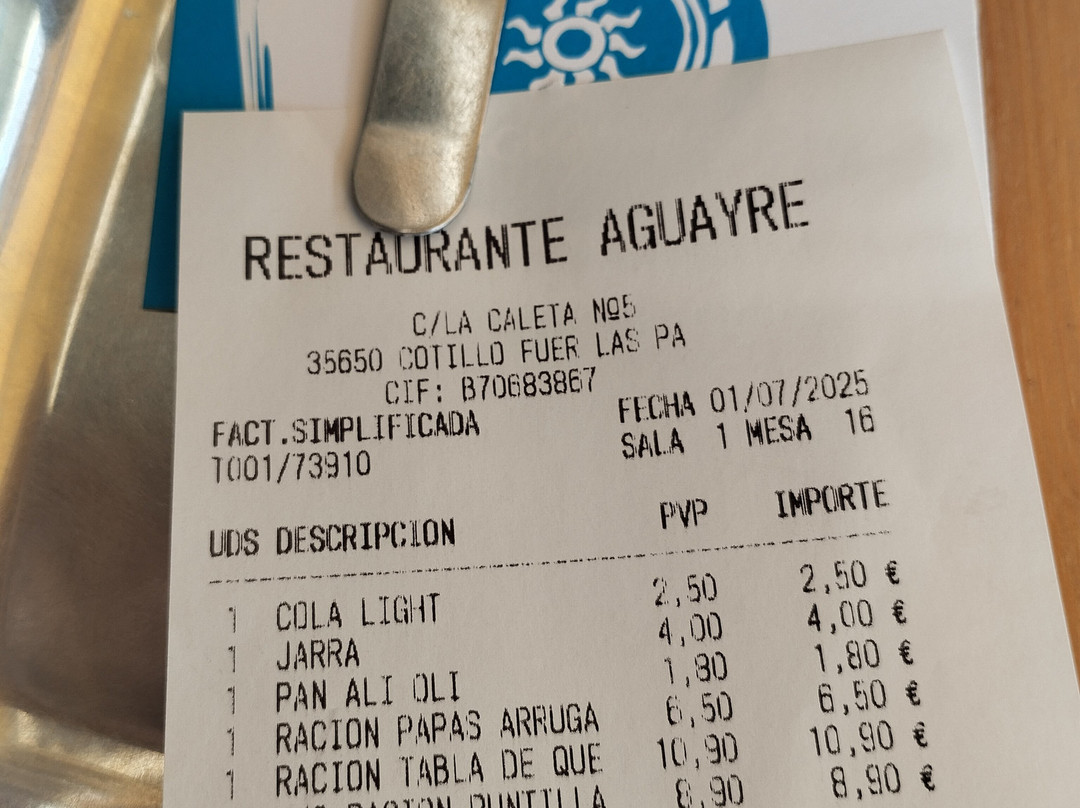 RESTAURANTE AGUAYRE
C/LA CALETA Nº5
35650 COTILLO FUER LAS PA
CIF: B70683867
FACT.SIMPLIFICADA FECHA 01/07/2025
T001/73910 SALA 1 MESA 16
UDS DESCRIPCION PVP IMPORTE
1 COLA LIGHT 2,50 2,50 €
1 JARRA 4,00 4,00 €
1 PAN ALI OLI 1,80 1,80 €
1 RACION PAPAS ARRUGA 6,50 6,50 €
1 RACION TABLA DE QUE 10,90 10,90 €
RACION PUNTILLA 8,90 8,90 €